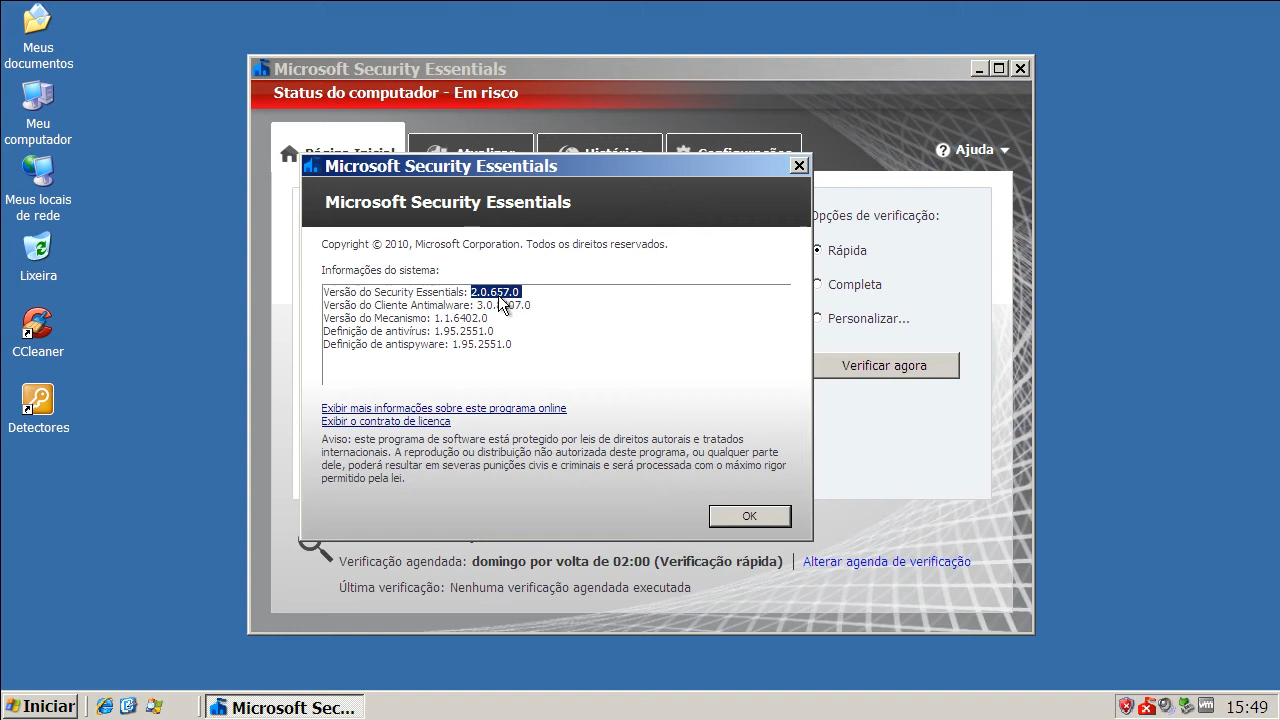 Meus
documentos
Meu
computador
Meus locais
de rede
Lixeira
CCleaner
Detectores
Microsoft Security Essentials
Status do computador - Em risco
Página Inicial
Atualizar
Histórico
Configurações
Ajuda
Microsoft Security Essentials
Microsoft Security Essentials
Copyright © 2010, Microsoft Corporation. Todos os direitos reservados.
Informações do sistema:
Versão do Security Essentials: 2.0.657.0
Versão do Cliente Antimalware:
Versão do Mecanismo: 1.1.6402.0
Definição de antivírus: 1.95.2551.0
Definição de antispyware: 1.95.2551.0
Exibir mais informações sobre este programa online
Exibir o contrato de licença
Aviso: este programa de software está protegido por leis de direitos autorais e tratados
internacionais. A reprodução ou distribuição não autorizada deste programa, ou qualquer parte
dele, poderá resultar em severas punições civis e criminais e será processada com o máximo rigor
permitido pela lei.
OK
Opções de verificação:
Rápida
Completa
Personalizar...
Verificar agora
Verificação agendada: domingo por volta de 02:00 (Verificação rápida)
Alterar agenda de verificação
Última verificação: Nenhuma verificação agendada executada
Iniciar
Microsoft Sec...
15:49